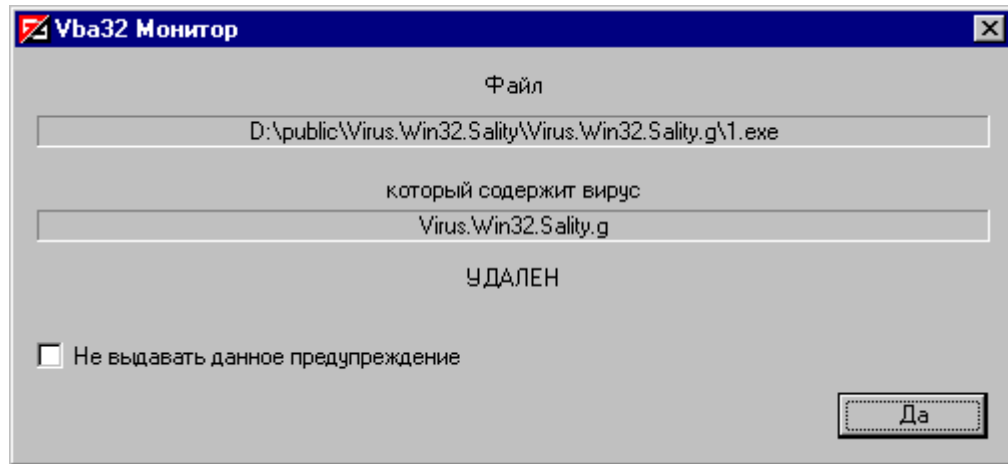 Vba32 Монитор
Файл
D:\public\Virus.Win32.Sality\Virus.Win32.Sality.g\1.exe
который содержит вирус
Virus.Win32.Sality.g
УДАЛЕН
Не выдавать данное предупреждение
Да